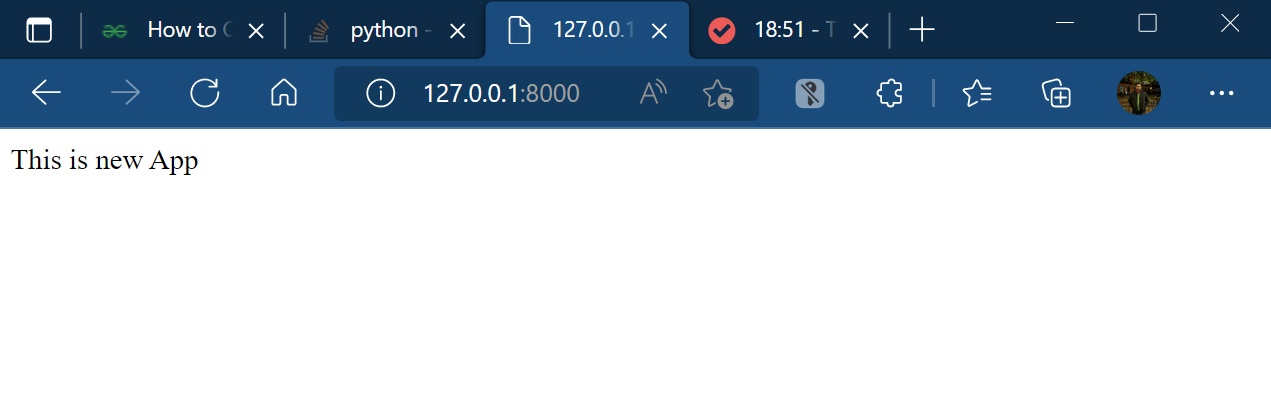 How to
python -
127.0.0.1
18:51 - T
127.0.0.1:8000
This is new App